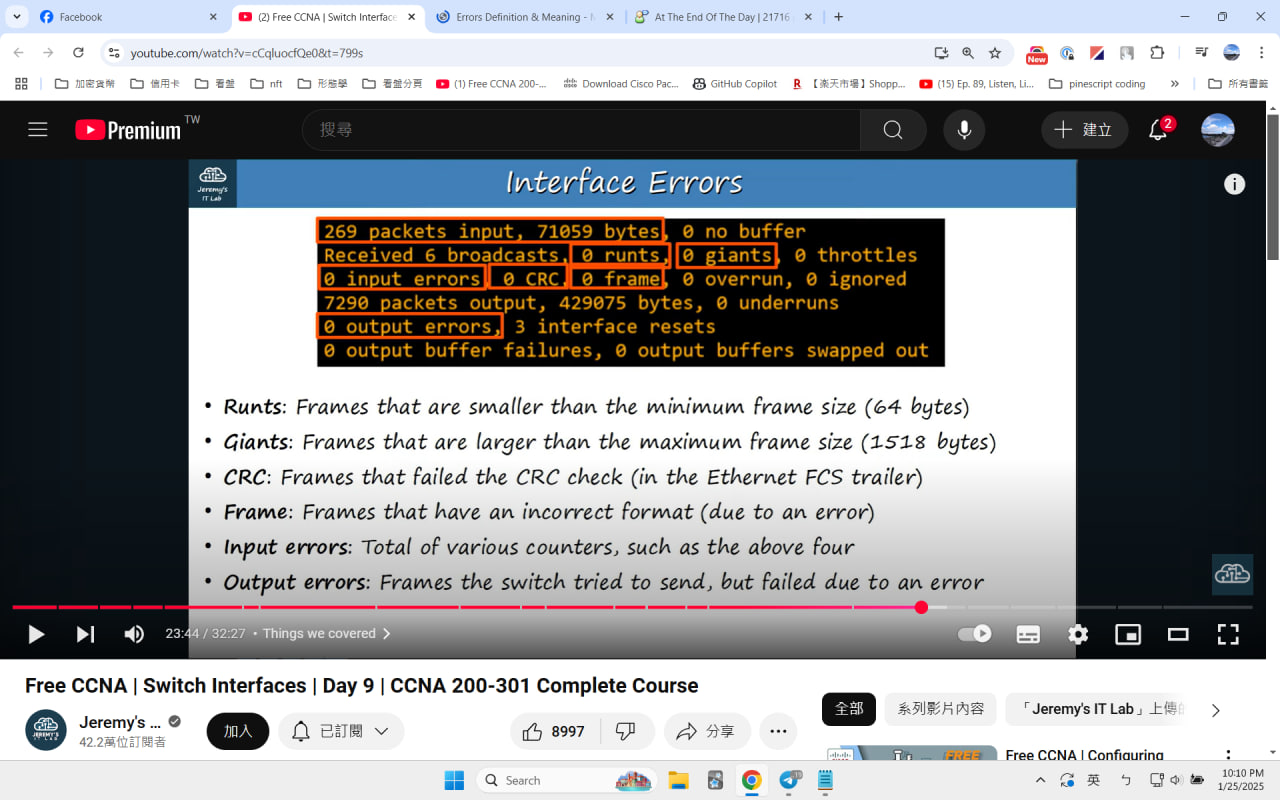 Facebook
(2) Free CCNA | Switch Interface
Errors Definition & Meaning -
At The End Of The Day | 21716
youtube.com/watch?v=cCqluocfQe0&t=799s
New
加密貨幣
信用卡
看盤
nft
形態學
看盤分頁
(1) Free CCNA 200-...
Download Cisco Pac...
GitHub Copilot
【楽天市場】Shopp...
(15) Ep. 89, Listen, Li...
pinescript coding
»
所有書籤
Premium TW
搜尋
建立
2
Jeremy's
IT Lab
Interface Errors
269 packets input, 71059 bytes, 0 no buffer
Received 6 broadcasts, 0 runts, 0 giants, 0 throttles
0 input errors, 0 CRC, 0 frame, 0 overrun, 0 ignored
7290 packets output, 429075 bytes, 0 underruns
0 output errors, 3 interface resets
0 output buffer failures, 0 output buffers swapped out
• Runts: Frames that are smaller than the minimum frame size (64 bytes)
• Giants: Frames that are larger than the maximum frame size (1518 bytes)
• CRC: Frames that failed the CRC check (in the Ethernet FCS trailer)
• Frame: Frames that have an incorrect format (due to an error)
• Input errors: Total of various counters, such as the above four
• Output errors: Frames the switch tried to send, but failed due to an error
23:44 / 32:27 • Things we covered
Free CCNA | Switch Interfaces | Day 9 | CCNA 200-301 Complete Course
JEREMY'S
IT LAB
Jeremy's ...
42.2萬位訂閱者
加入
已訂閱
8997
分享
全部
系列影片內容
「Jeremy's IT Lab」上傳的
FREE
Free CCNA | Configuring
Search
英
ㄅ
10:10 PM
1/25/2025